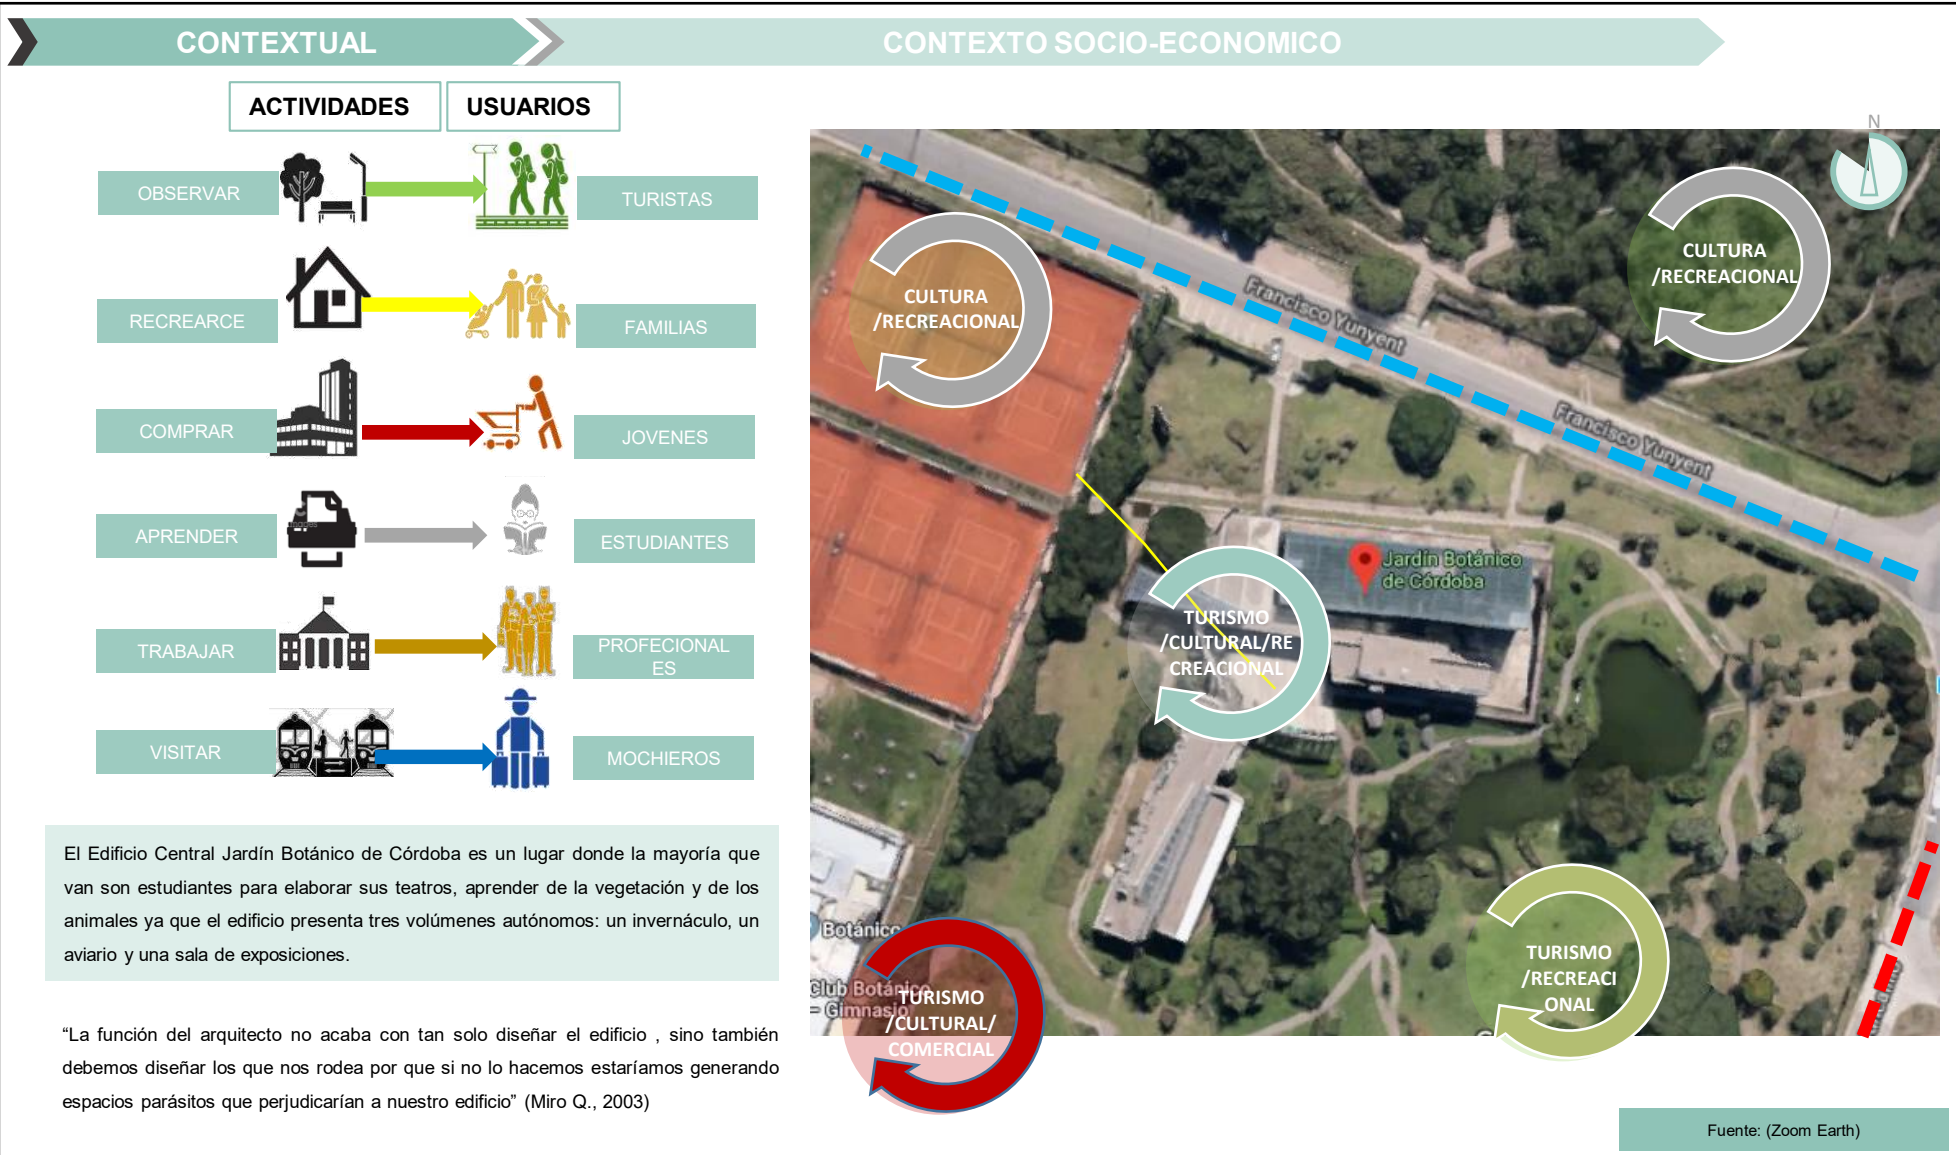 CONTEXTUAL
CONTEXTO SOCIO-ECONOMICO
ACTIVIDADES
USUARIOS
OBSERVAR
TURISTAS
RECREARCE
FAMILIAS
COMPRAR
JOVENES
APRENDER
ESTUDIANTES
TRABAJAR
PROFECIONAL
ES
VISITAR
MOCHIEROS
El Edificio Central Jardín Botánico de Córdoba es un lugar donde la mayoría que
van son estudiantes para elaborar sus teatros, aprender de la vegetación y de los
animales ya que el edificio presenta tres volúmenes autónomos: un invernáculo, un
aviario y una sala de exposiciones.
“La función del arquitecto no acaba con tan solo diseñar el edificio , sino también
debemos diseñar los que nos rodea por que si no lo hacemos estaríamos generando
espacios parásitos que perjudicarían a nuestro edificio” (Miro Q., 2003)
N
CULTURA
/RECREACIONAL
CULTURA
/RECREACIONAL
Francisco Yunyent
Francisco Yunyent
Jardín Botánico
de Córdoba
TURISMO
/CULTURAL/RE
CREACIONAL
Botánico
Club Botánico
- Gimnasio
TURISMO
/CULTURAL/
COMERCIAL
TURISMO
/RECREACI
ONAL
Fuente: (Zoom Earth)